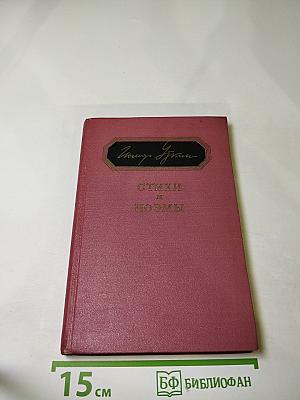 Иосиф Уткин
СТИХИ
И
ПОЭМЫ
15 см
БФ БИБЛИОФАН